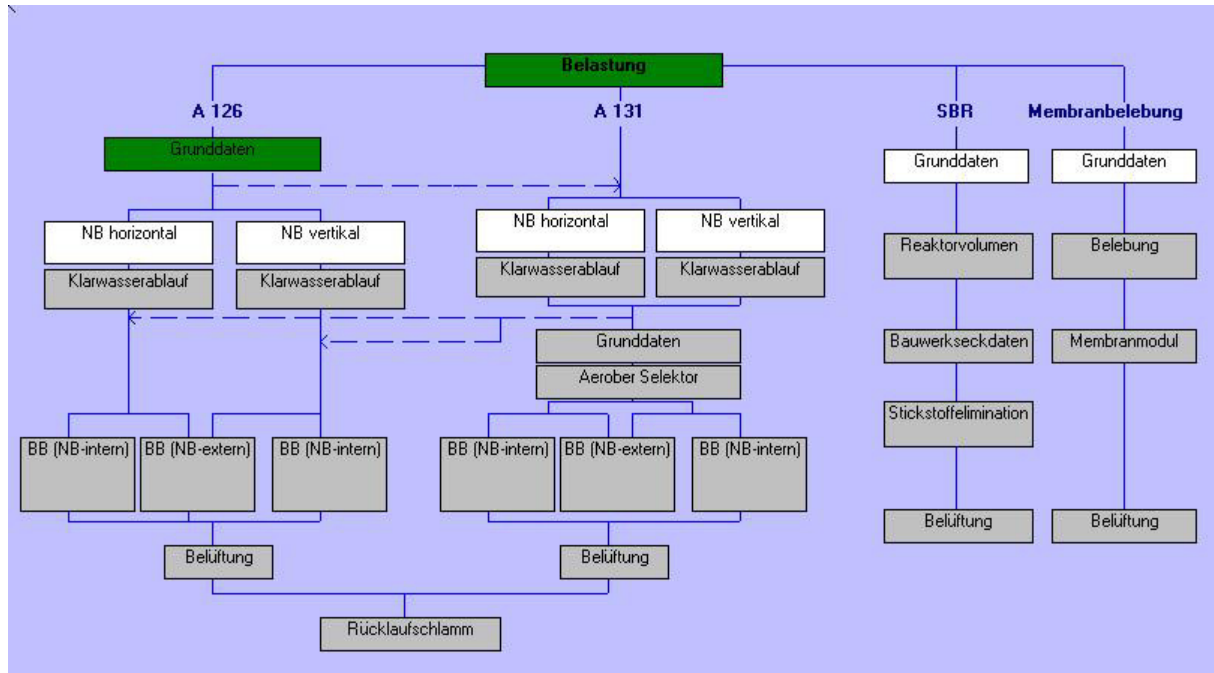 Belastung
A 126
A 131
SBR
Membranbelebung
Grunddaten
Grunddaten
Grunddaten
NB horizontal
NB vertikal
NB horizontal
NB vertikal
Reaktorvolumen
Belebung
Klarwasserablauf
Klarwasserablauf
Klarwasserablauf
Klarwasserablauf
Grunddaten
Bauwerkseckdaten
Membranmodul
Aerober Selektor
Stickstoffelimination
BB (NB-intern)
BB (NB-extern)
BB (NB-intern)
BB (NB-intern)
BB (NB-extern)
BB (NB-intern)
Belüftung
Belüftung
Belüftung
Belüftung
Rücklaufschlamm